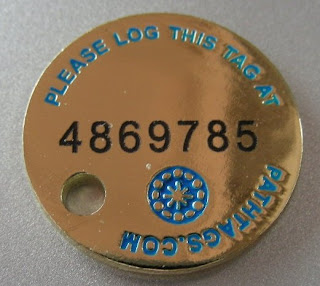 PLEASE LOG THIS TAG AT
4869785
PATHTAGS.COM